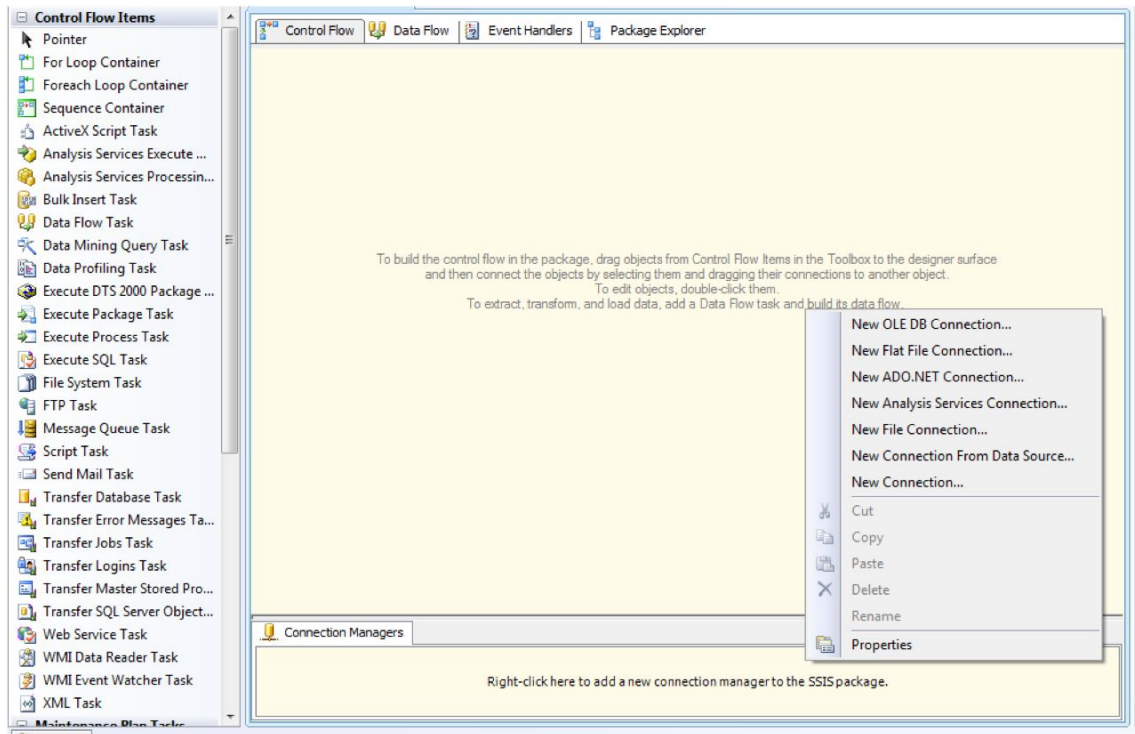 Control Flow Items
Pointer
For Loop Container
Foreach Loop Container
Sequence Container
ActiveX Script Task
Analysis Services Execute ...
Analysis Services Processin...
Bulk Insert Task
Data Flow Task
Data Mining Query Task
Data Profiling Task
Execute DTS 2000 Package ...
Execute Package Task
Execute Process Task
Execute SQL Task
File System Task
FTP Task
Message Queue Task
Script Task
Send Mail Task
Transfer Database Task
Transfer Error Messages Ta...
Transfer Jobs Task
Transfer Logins Task
Transfer Master Stored Pro...
Transfer SQL Server Object...
Web Service Task
WMI Data Reader Task
WMI Event Watcher Task
XML Task
Maintenance Plan Tasks
Control Flow Data Flow Event Handlers Package Explorer
To build the control flow in the package, drag objects from Control Flow Items in the Toolbox to the designer surface
and then connect the objects by selecting them and dragging their connections to another object.
To edit objects, double-click them.
To extract, transform, and load data, add a Data Flow task and build its data flow.
New OLE DB Connection...
New Flat File Connection...
New ADO.NET Connection...
New Analysis Services Connection...
New File Connection...
New Connection From Data Source...
New Connection...
Cut
Copy
Paste
Delete
Rename
Properties
Connection Managers
Right-click here to add a new connection manager to the SSIS package.